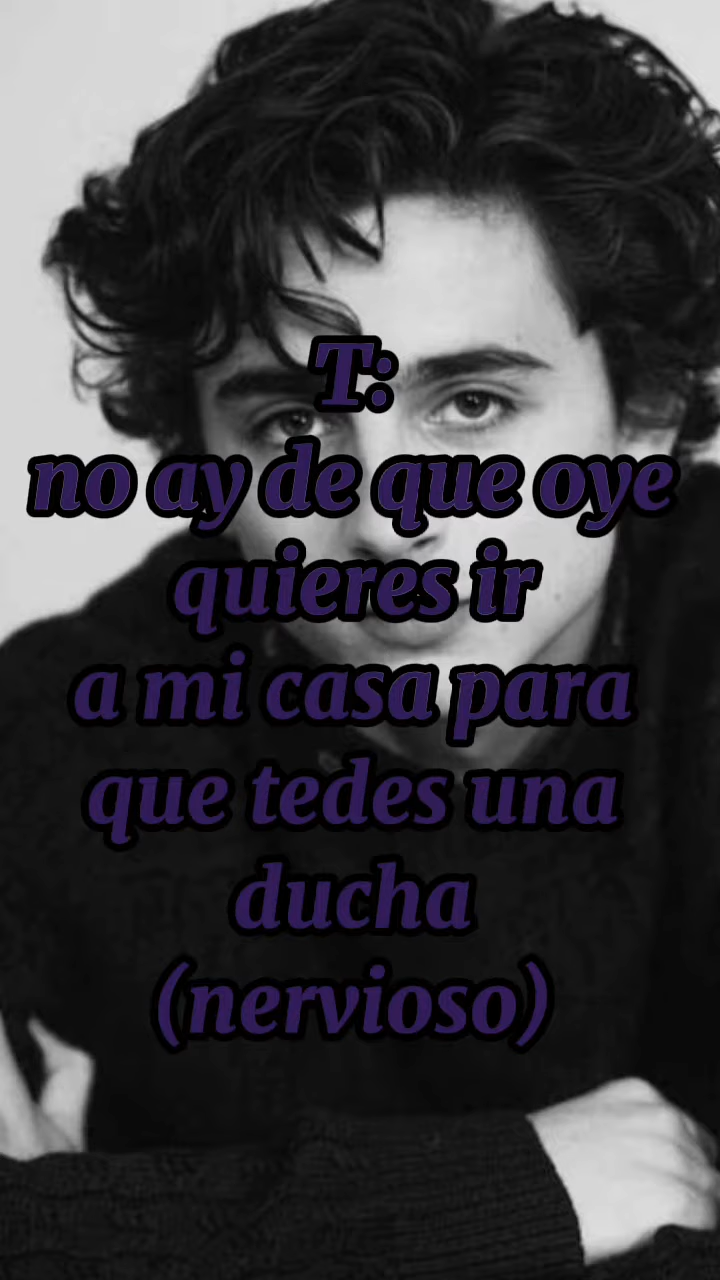 T:
no ay de que oye
quieres ir
a mi casa para
que tedes una
ducha
(nervioso)